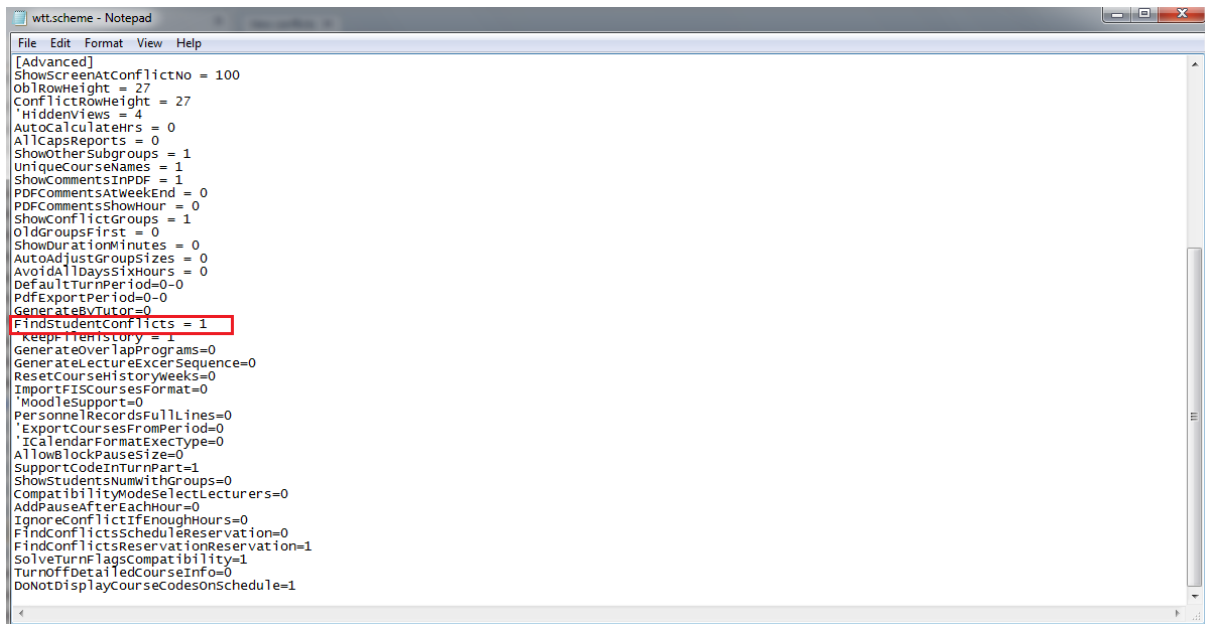 wtt.scheme - Notepad
File Edit Format View Help
[Advanced]
ShowScreenAtConflictNo = 100
OblRowHeight = 27
ConflictRowHeight = 27
'HiddenViews = 4
AutoCalculateHrs = 0
AllCapsReports = 0
ShowOtherSubgroups = 1
UniqueCourseNames = 1
ShowCommentsInPDF = 1
PDFCommentsAtWeekEnd = 0
PDFCommentsShowHour = 0
ShowConflictGroups = 1
OldGroupsFirst = 0
ShowDurationMinutes = 0
AutoAdjustGroupSizes = 0
AvoidAllDaysSixHours = 0
DefaultTurnPeriod=0-0
PdfExportPeriod=0-0
GenerateByTutor=0
FindStudentConflicts = 1
'KeepFileHistory = 1
GenerateOverlapPrograms=0
GenerateLectureExcerSequence=0
ResetCourseHistoryWeeks=0
ImportFISCoursesFormat=0
'MoodleSupport=0
PersonnelRecordsFullLines=0
'ExportCoursesFromPeriod=0
'ICalendarFormatExecType=0
AllowBlockPauseSize=0
SupportCodeInTurnPart=1
ShowStudentsNumWithGroups=0
CompatibilityModeSelectLecturers=0
AddPauseAfterEachHour=0
IgnoreConflictIfEnoughHours=0
FindConflictsScheduleReservation=0
FindConflictsReservationReservation=1
SolveTurnFlagsCompatibility=1
TurnOffDetailedCourseInfo=0
DoNotDisplayCourseCodesOnSchedule=1